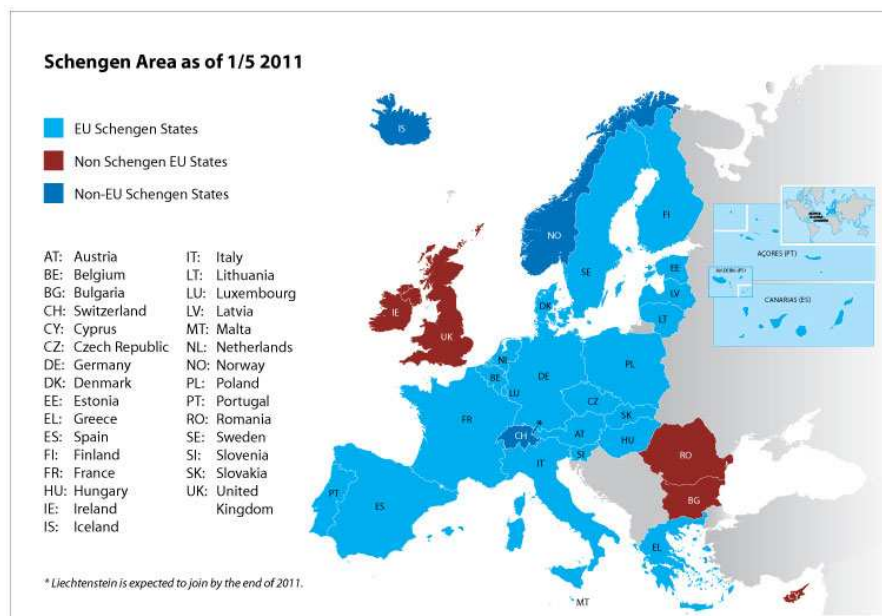 Schengen Area as of 1/5 2011
EU Schengen States
Non Schengen EU States
Non-EU Schengen States
AT: Austria
BE: Belgium
BG: Bulgaria
CH: Switzerland
CY: Cyprus
CZ: Czech Republic
DE: Germany
DK: Denmark
EE: Estonia
EL: Greece
ES: Spain
FI: Finland
FR: France
HU: Hungary
IE: Ireland
IS: Iceland
IT: Italy
LT: Lithuania
LU: Luxembourg
LV: Latvia
MT: Malta
NL: Netherlands
NO: Norway
PL: Poland
PT: Portugal
RO: Romania
SE: Sweden
SI: Slovenia
SK: Slovakia
UK: United
Kingdom
* Liechtenstein is expected to join by the end of 2011.
IS
NO
FI
SE
EE
LV
LT
DK
IE
UK
NL
BE
LU
DE
PL
CZ
SK
FR
CH
*
AT
HU
SI
IT
RO
BG
PT
ES
EL
MT
AÇORES (PT)
MADEIRA (PT)
CANARIAS (ES)